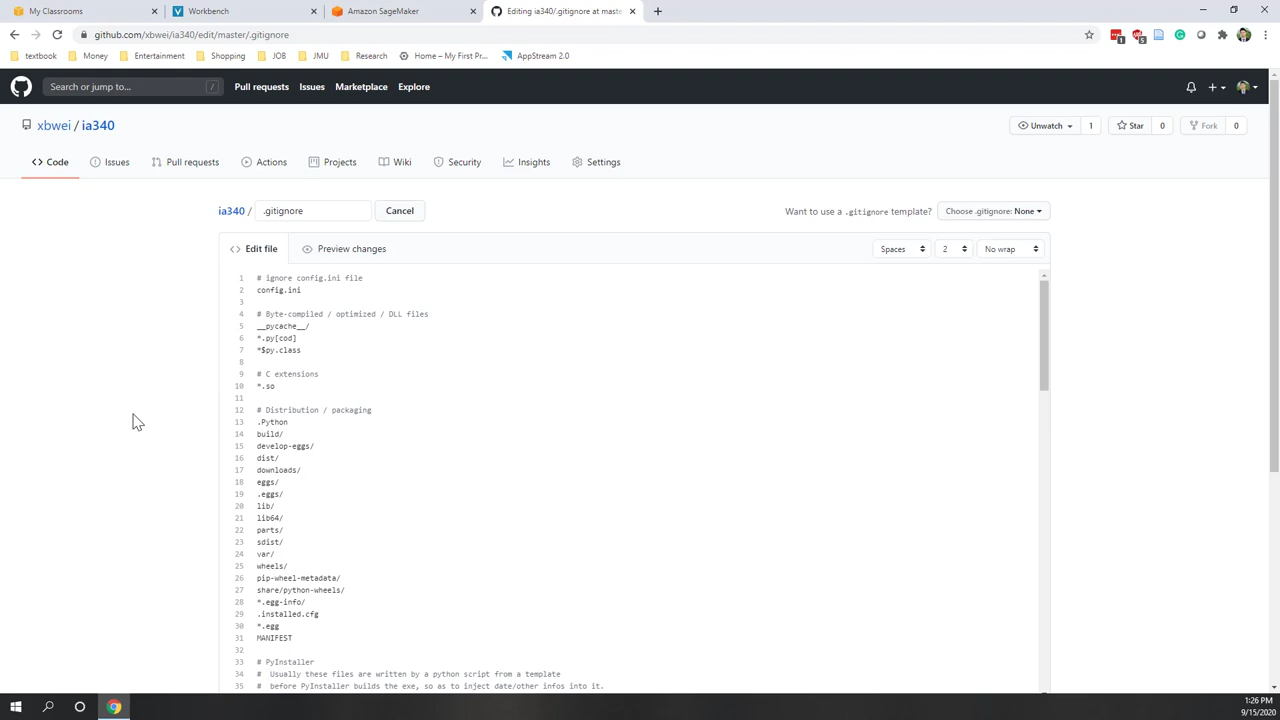 My Classrooms
Workbench
Amazon SageMaker
Editing ia340/.gitignore at maste
github.com/xbwei/ia340/edit/master/.gitignore
textbook
Money
Entertainment
Shopping
JOB
JMU
Research
Home – My First Pr...
AppStream 2.0
Search or jump to...
/
Pull requests
Issues
Marketplace
Explore
xbwei / ia340
Unwatch
1
Star
0
Fork
0
Code
Issues
Pull requests
Actions
Projects
Wiki
Security
Insights
Settings
ia340 / .gitignore
Cancel
Want to use a .gitignore template?
Choose .gitignore: None
Edit file
Preview changes
Spaces
2
No wrap
1 # ignore config.ini file
2 config.ini
3
4 # Byte-compiled / optimized / DLL files
5 __pycache__/
6 *.py[cod]
7 *$py.class
8
9 # C extensions
10 *.so
11
12 # Distribution / packaging
13 .Python
14 build/
15 develop-eggs/
16 dist/
17 downloads/
18 eggs/
19 .eggs/
20 lib/
21 lib64/
22 parts/
23 sdist/
24 var/
25 wheels/
26 pip-wheel-metadata/
27 share/python-wheels/
28 *.egg-info/
29 .installed.cfg
30 *.egg
31 MANIFEST
32
33 # PyInstaller
34 #  Usually these files are written by a python script from a template
35 #  before PyInstaller builds the exe, so as to inject date/other infos into it.
1:26 PM
9/15/2020